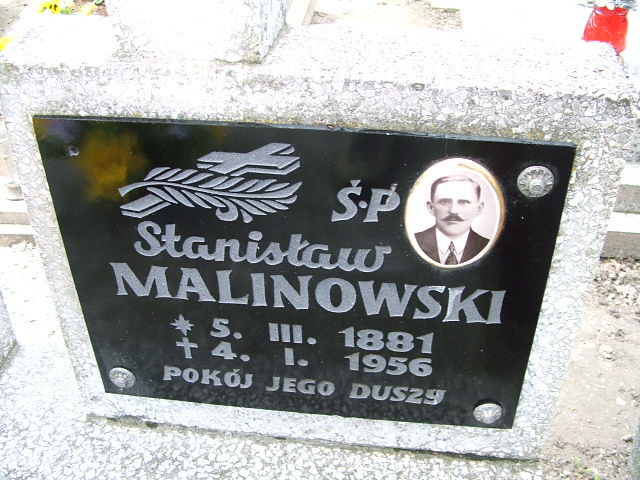 Ś.P
Stanisław
MALINOWSKI
* 5. III. 1881
† 4. I. 1956
POKÓJ JEGO DUSZY